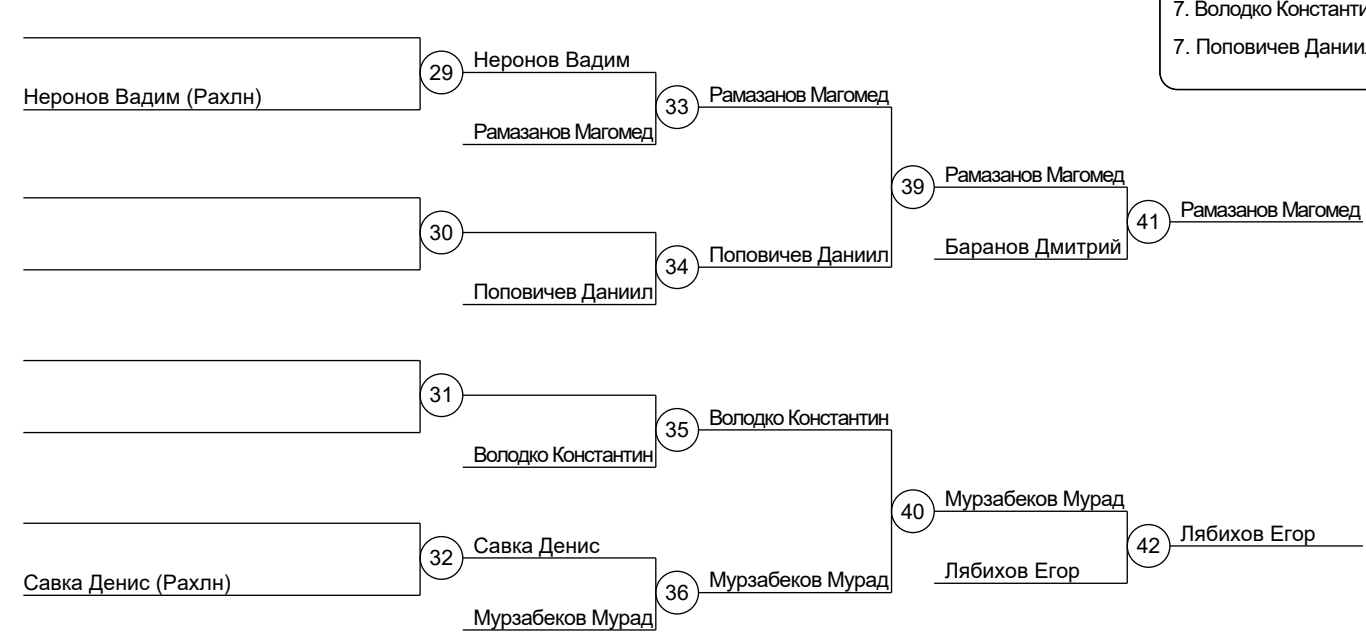 7. Володко Константи
7. Поповичев Даниил
Неронов Вадим
29
Неронов Вадим (Рахлн)
Рамазанов Магомед
33
Рамазанов Магомед
Рамазанов Магомед
39
Рамазанов Магомед
41
30
Баранов Дмитрий
Поповичев Даниил
34
Поповичев Даниил
31
Володко Константин
35
Володко Константин
Мурзабеков Мурад
40
Лябихов Егор
Савка Денис
42
32
Лябихов Егор
Савка Денис (Рахлн)
Мурзабеков Мурад
36
Мурзабеков Мурад